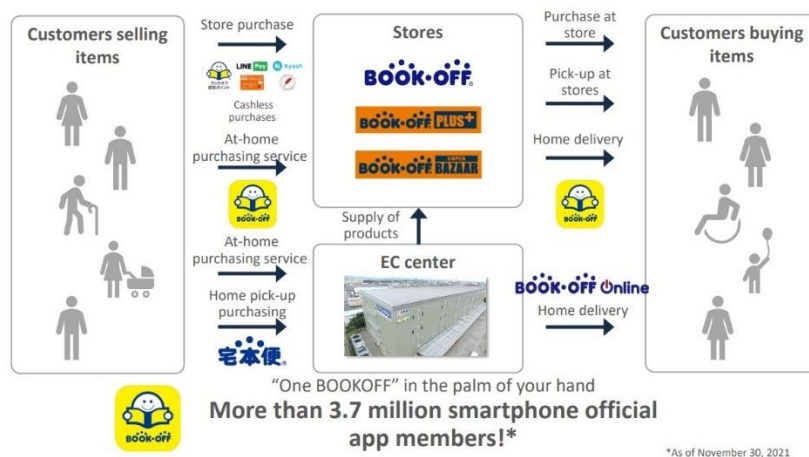 Customers selling
items
Store purchase
LINE Pay
kyash
Cashless
purchases
At-home
purchasing service
BOOK-OFF
At-home
purchasing service
Home pick-up
purchasing
宅本便
Stores
BOOK·OFF
BOOK·OFF PLUS+
BOOK·OFF SUPER BAZAAR
Supply of
products
EC center
Purchase at
store
Pick-up at
stores
Home delivery
BOOK-OFF
BOOK·OFF Online
Home delivery
Customers buying
items
"One BOOKOFF" in the palm of your hand
More than 3.7 million smartphone official
app members!*
BOOK-OFF
*As of November 30, 2021